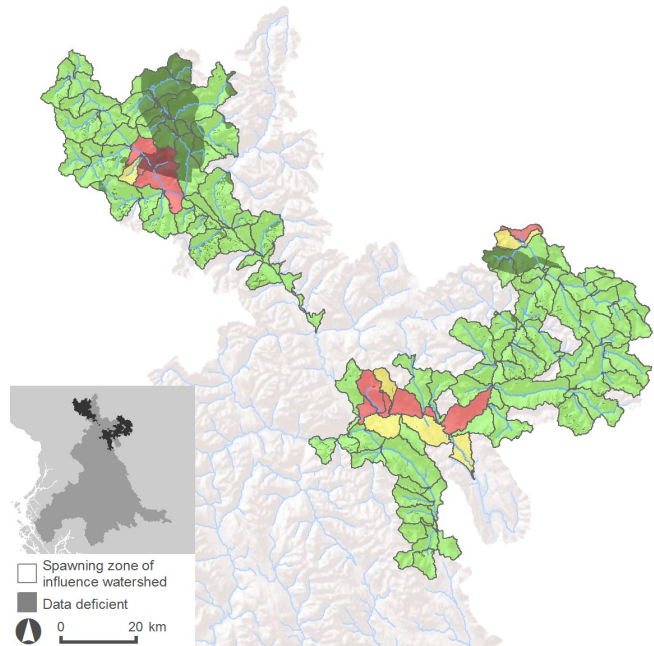 Spawning zone of
influence watershed
Data deficient
0 20 km